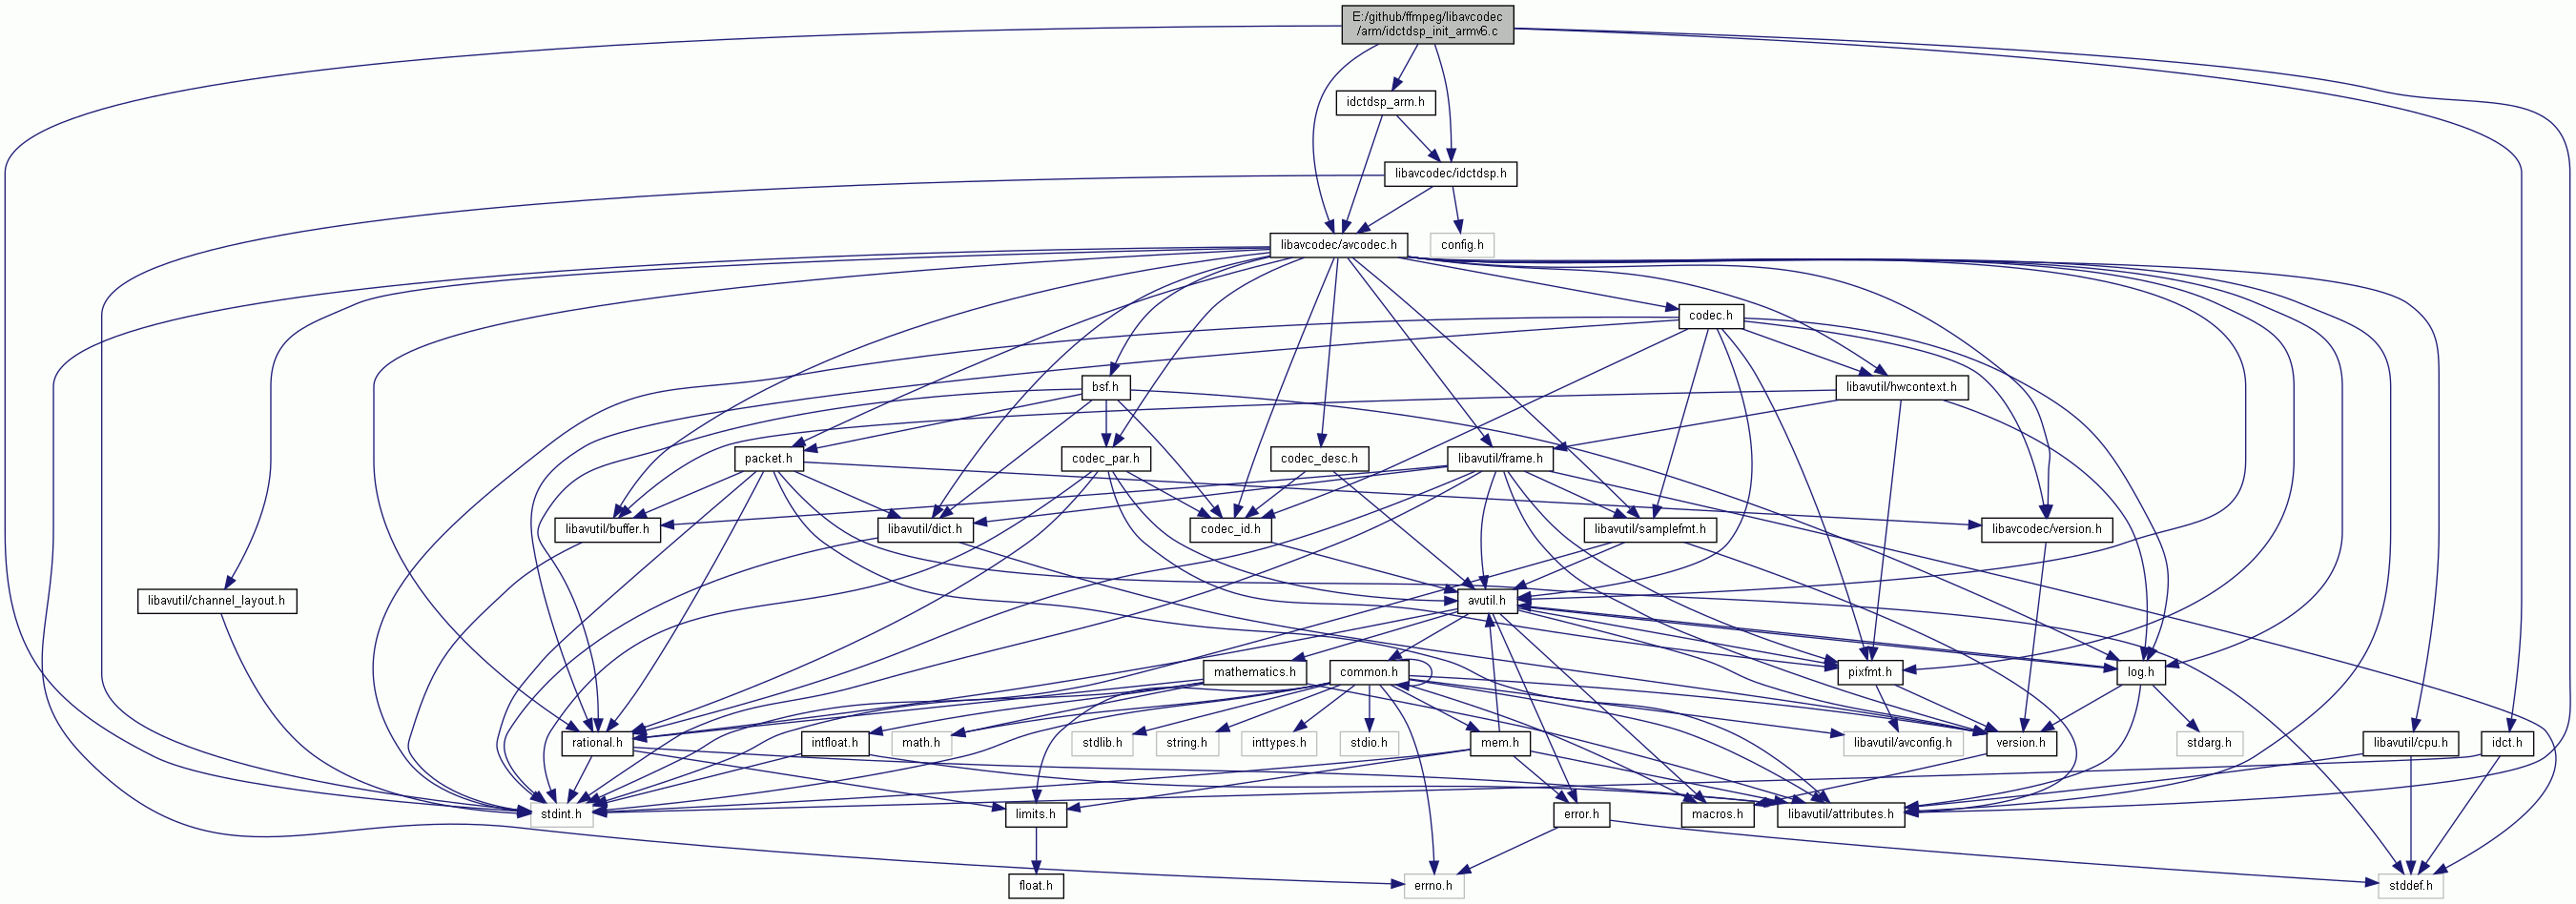 E:/github/ffmpeg/libavcodec
/arm/idctdsp_init_armv6.c
idctdsp_arm.h
libavcodec/idctdsp.h
libavcodec/avcodec.h
config.h
codec.h
bsf.h
libavutil/hwcontext.h
packet.h
codec_par.h
codec_desc.h
libavutil/frame.h
libavutil/buffer.h
libavutil/dict.h
codec_id.h
libavutil/samplefmt.h
libavcodec/version.h
libavutil/channel_layout.h
avutil.h
mathematics.h
common.h
pixfmt.h
log.h
rational.h
intfloat.h
math.h
stdlib.h
string.h
inttypes.h
stdio.h
mem.h
libavutil/avconfig.h
version.h
stdarg.h
libavutil/cpu.h
idct.h
stdint.h
limits.h
error.h
macros.h
libavutil/attributes.h
float.h
errno.h
stddef.h